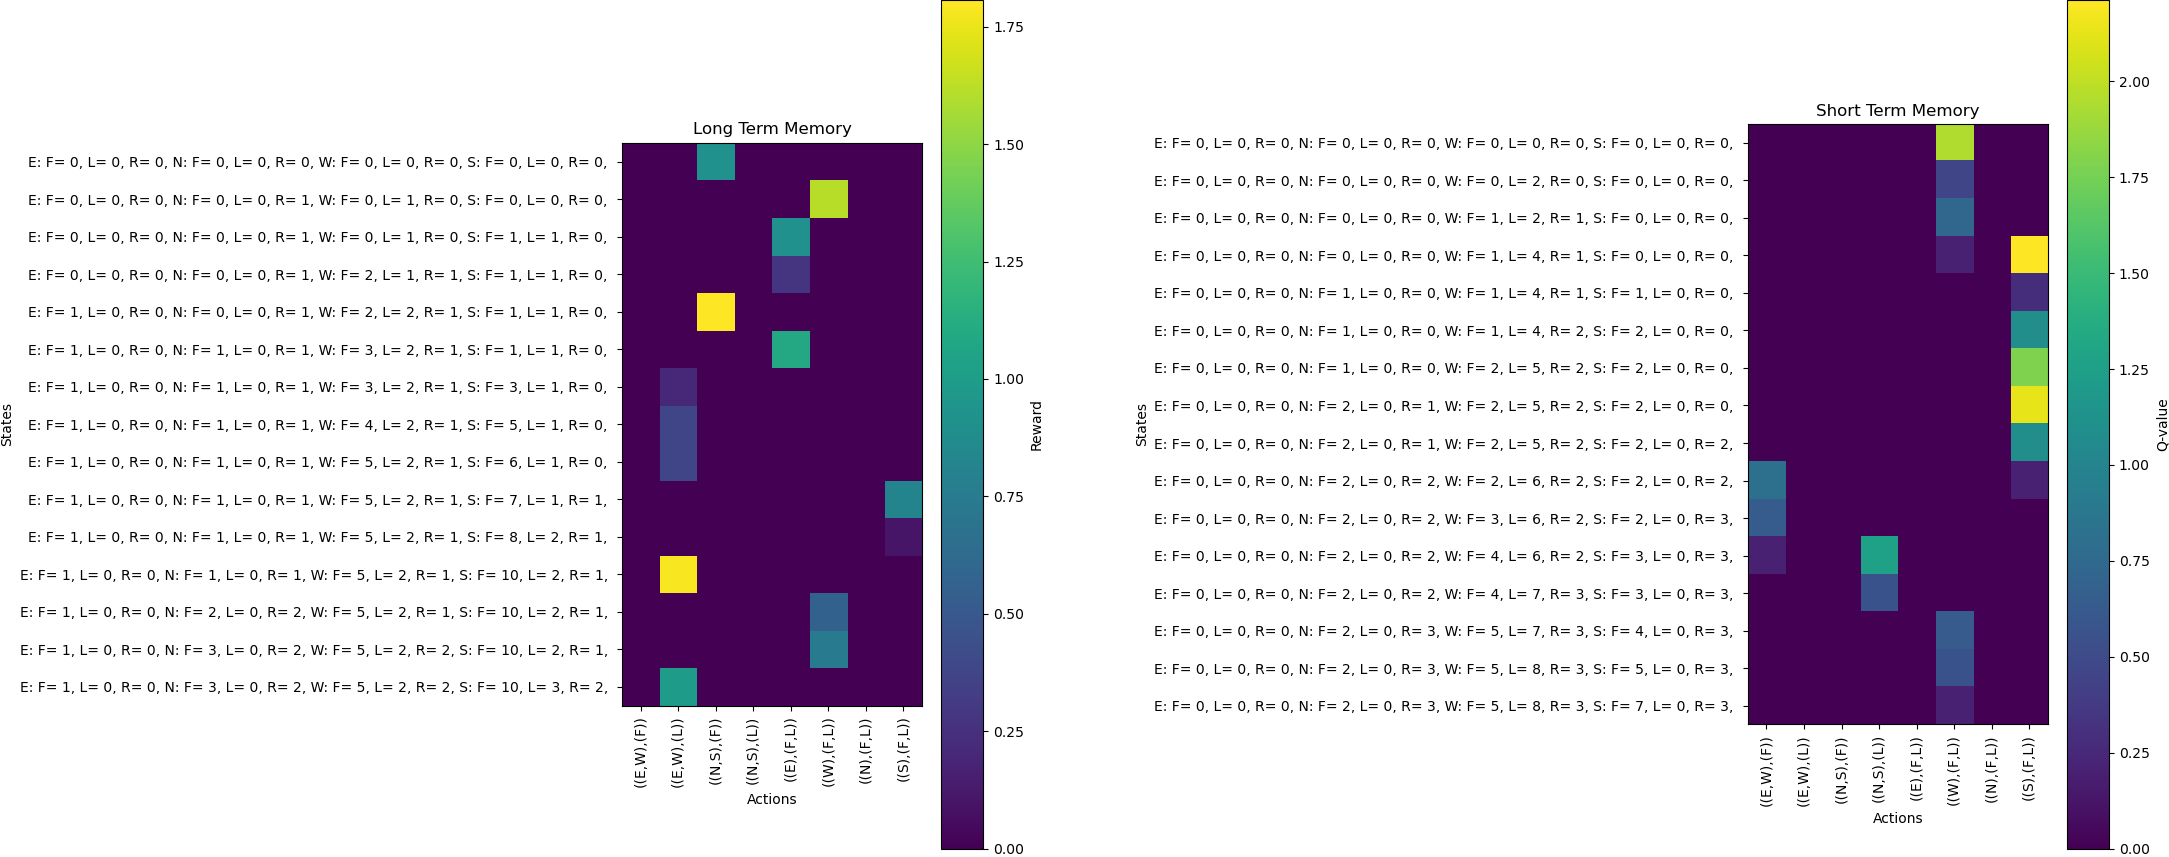 Long Term Memory
States
E: F= 0, L= 0, R= 0, N: F= 0, L= 0, R= 0, W: F= 0, L= 0, R= 0, S: F= 0, L= 0, R= 0,
E: F= 0, L= 0, R= 0, N: F= 0, L= 0, R= 1, W: F= 0, L= 1, R= 0, S: F= 0, L= 0, R= 0,
E: F= 0, L= 0, R= 0, N: F= 0, L= 0, R= 1, W: F= 0, L= 1, R= 0, S: F= 1, L= 1, R= 0,
E: F= 0, L= 0, R= 0, N: F= 0, L= 0, R= 1, W: F= 2, L= 1, R= 1, S: F= 1, L= 1, R= 0,
E: F= 1, L= 0, R= 0, N: F= 0, L= 0, R= 1, W: F= 2, L= 2, R= 1, S: F= 1, L= 1, R= 0,
E: F= 1, L= 0, R= 0, N: F= 1, L= 0, R= 1, W: F= 3, L= 2, R= 1, S: F= 1, L= 1, R= 0,
E: F= 1, L= 0, R= 0, N: F= 1, L= 0, R= 1, W: F= 3, L= 2, R= 1, S: F= 3, L= 1, R= 0,
E: F= 1, L= 0, R= 0, N: F= 1, L= 0, R= 1, W: F= 4, L= 2, R= 1, S: F= 5, L= 1, R= 0,
E: F= 1, L= 0, R= 0, N: F= 1, L= 0, R= 1, W: F= 5, L= 2, R= 1, S: F= 6, L= 1, R= 0,
E: F= 1, L= 0, R= 0, N: F= 1, L= 0, R= 1, W: F= 5, L= 2, R= 1, S: F= 7, L= 1, R= 1,
E: F= 1, L= 0, R= 0, N: F= 1, L= 0, R= 1, W: F= 5, L= 2, R= 1, S: F= 8, L= 2, R= 1,
E: F= 1, L= 0, R= 0, N: F= 1, L= 0, R= 1, W: F= 5, L= 2, R= 1, S: F= 10, L= 2, R= 1,
E: F= 1, L= 0, R= 0, N: F= 2, L= 0, R= 2, W: F= 5, L= 2, R= 1, S: F= 10, L= 2, R= 1,
E: F= 1, L= 0, R= 0, N: F= 3, L= 0, R= 2, W: F= 5, L= 2, R= 2, S: F= 10, L= 2, R= 1,
E: F= 1, L= 0, R= 0, N: F= 3, L= 0, R= 2, W: F= 5, L= 2, R= 2, S: F= 10, L= 3, R= 2,
((E,W),(F))
((E,W),(L))
((N,S),(F))
((N,S),(L))
((E),(F,L))
((W),(F,L))
((N),(F,L))
((S),(F,L))
Actions
1.75
1.50
1.25
1.00
0.75
0.50
0.25
0.00
Reward
Short Term Memory
States
E: F= 0, L= 0, R= 0, N: F= 0, L= 0, R= 0, W: F= 0, L= 0, R= 0, S: F= 0, L= 0, R= 0,
E: F= 0, L= 0, R= 0, N: F= 0, L= 0, R= 0, W: F= 0, L= 2, R= 0, S: F= 0, L= 0, R= 0,
E: F= 0, L= 0, R= 0, N: F= 0, L= 0, R= 0, W: F= 1, L= 2, R= 1, S: F= 0, L= 0, R= 0,
E: F= 0, L= 0, R= 0, N: F= 0, L= 0, R= 0, W: F= 1, L= 4, R= 1, S: F= 0, L= 0, R= 0,
E: F= 0, L= 0, R= 0, N: F= 1, L= 0, R= 0, W: F= 1, L= 4, R= 1, S: F= 1, L= 0, R= 0,
E: F= 0, L= 0, R= 0, N: F= 1, L= 0, R= 0, W: F= 1, L= 4, R= 2, S: F= 2, L= 0, R= 0,
E: F= 0, L= 0, R= 0, N: F= 1, L= 0, R= 0, W: F= 2, L= 5, R= 2, S: F= 2, L= 0, R= 0,
E: F= 0, L= 0, R= 0, N: F= 2, L= 0, R= 1, W: F= 2, L= 5, R= 2, S: F= 2, L= 0, R= 0,
E: F= 0, L= 0, R= 0, N: F= 2, L= 0, R= 1, W: F= 2, L= 5, R= 2, S: F= 2, L= 0, R= 2,
E: F= 0, L= 0, R= 0, N: F= 2, L= 0, R= 2, W: F= 2, L= 6, R= 2, S: F= 2, L= 0, R= 2,
E: F= 0, L= 0, R= 0, N: F= 2, L= 0, R= 2, W: F= 3, L= 6, R= 2, S: F= 2, L= 0, R= 3,
E: F= 0, L= 0, R= 0, N: F= 2, L= 0, R= 2, W: F= 4, L= 6, R= 2, S: F= 3, L= 0, R= 3,
E: F= 0, L= 0, R= 0, N: F= 2, L= 0, R= 2, W: F= 4, L= 7, R= 3, S: F= 3, L= 0, R= 3,
E: F= 0, L= 0, R= 0, N: F= 2, L= 0, R= 3, W: F= 5, L= 7, R= 3, S: F= 4, L= 0, R= 3,
E: F= 0, L= 0, R= 0, N: F= 2, L= 0, R= 3, W: F= 5, L= 8, R= 3, S: F= 5, L= 0, R= 3,
E: F= 0, L= 0, R= 0, N: F= 2, L= 0, R= 3, W: F= 5, L= 8, R= 3, S: F= 7, L= 0, R= 3,
((E,W),(F))
((E,W),(L))
((N,S),(F))
((N,S),(L))
((E),(F,L))
((W),(F,L))
((N),(F,L))
((S),(F,L))
Actions
2.00
1.75
1.50
1.25
1.00
0.75
0.50
0.25
0.00
Q-value